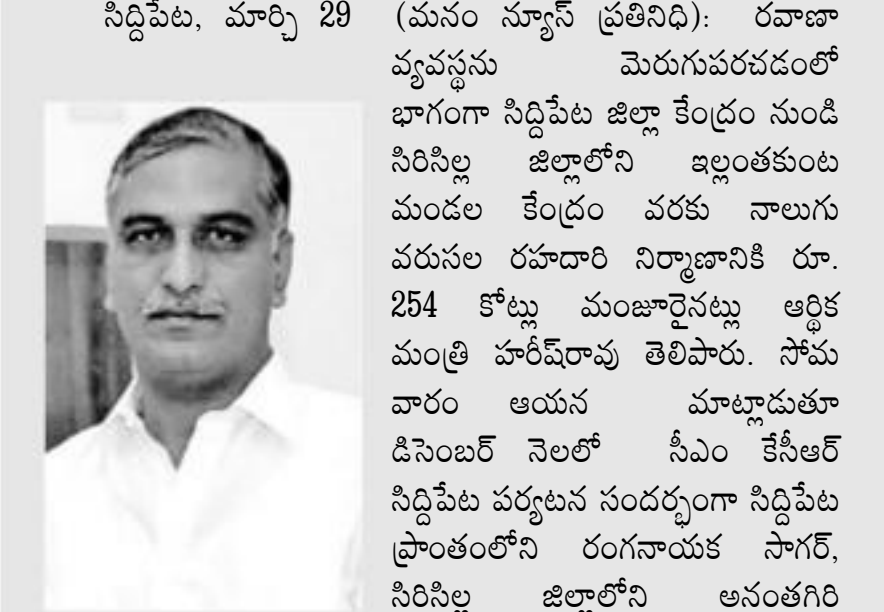 సిద్దిపేట, మార్చి 29 (మనం న్యూస్ ప్రతినిధి): రవాణా
వ్యవస్థను మెరుగుపరచడంలో
భాగంగా సిద్దిపేట జిల్లా కేంద్రం నుండి
సిరిసిల్ల జిల్లాలోని ఇల్లంతకుంట
మండల కేంద్రం వరకు నాలుగు
వరుసల రహదారి నిర్మాణానికి రూ.
254 కోట్లు మంజూరైనట్లు ఆర్థిక
మంత్రి హరీష్‌రావు తెలిపారు. సోమ
వారం ఆయన మాట్లాడుతూ
డిసెంబర్ నెలలో సీఎం కేసీఆర్
సిద్దిపేట పర్యటన సందర్భంగా సిద్దిపేట
ప్రాంతంలోని రంగనాయక సాగర్,
సిరిసిల్ల జిల్లాలోని అనంతగిరి